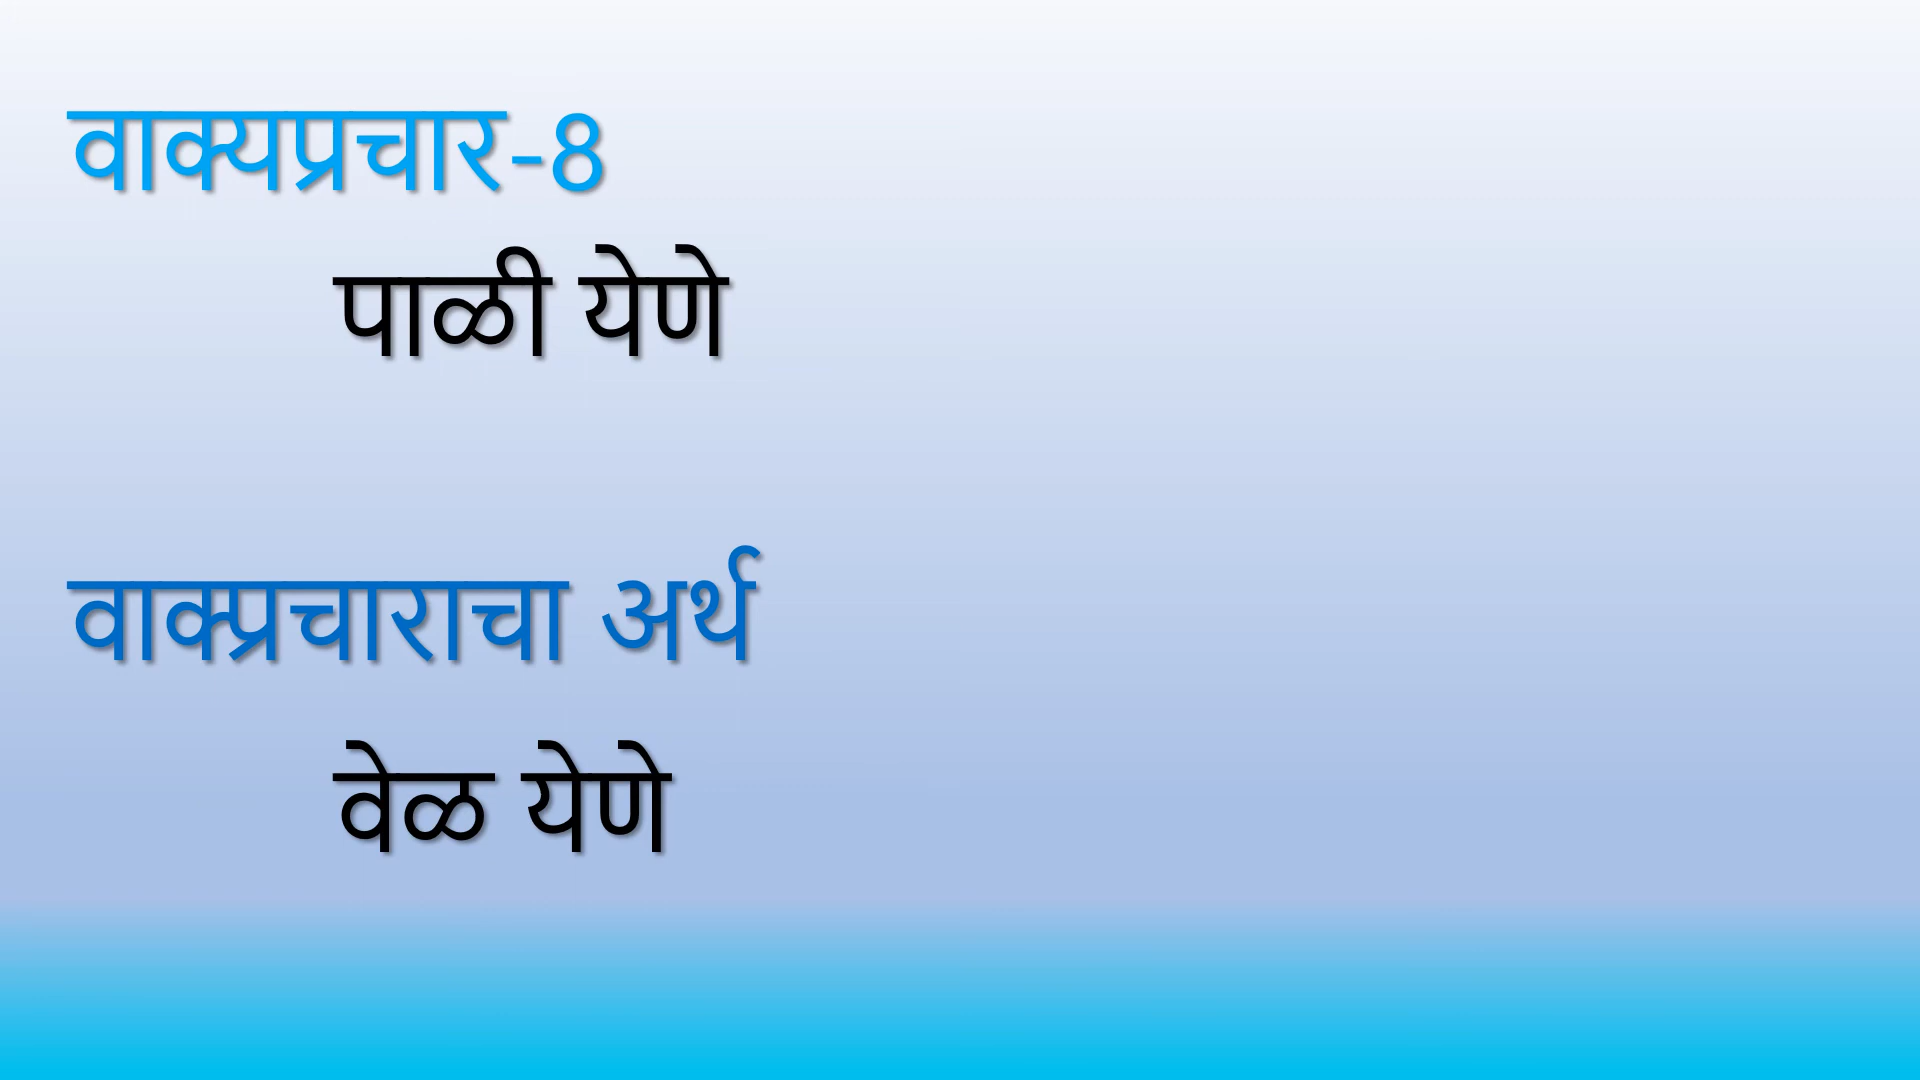 वाक्यप्रचार-8
पाळी येणे
वाक्प्रचाराचा अर्थ
वेळ येणे